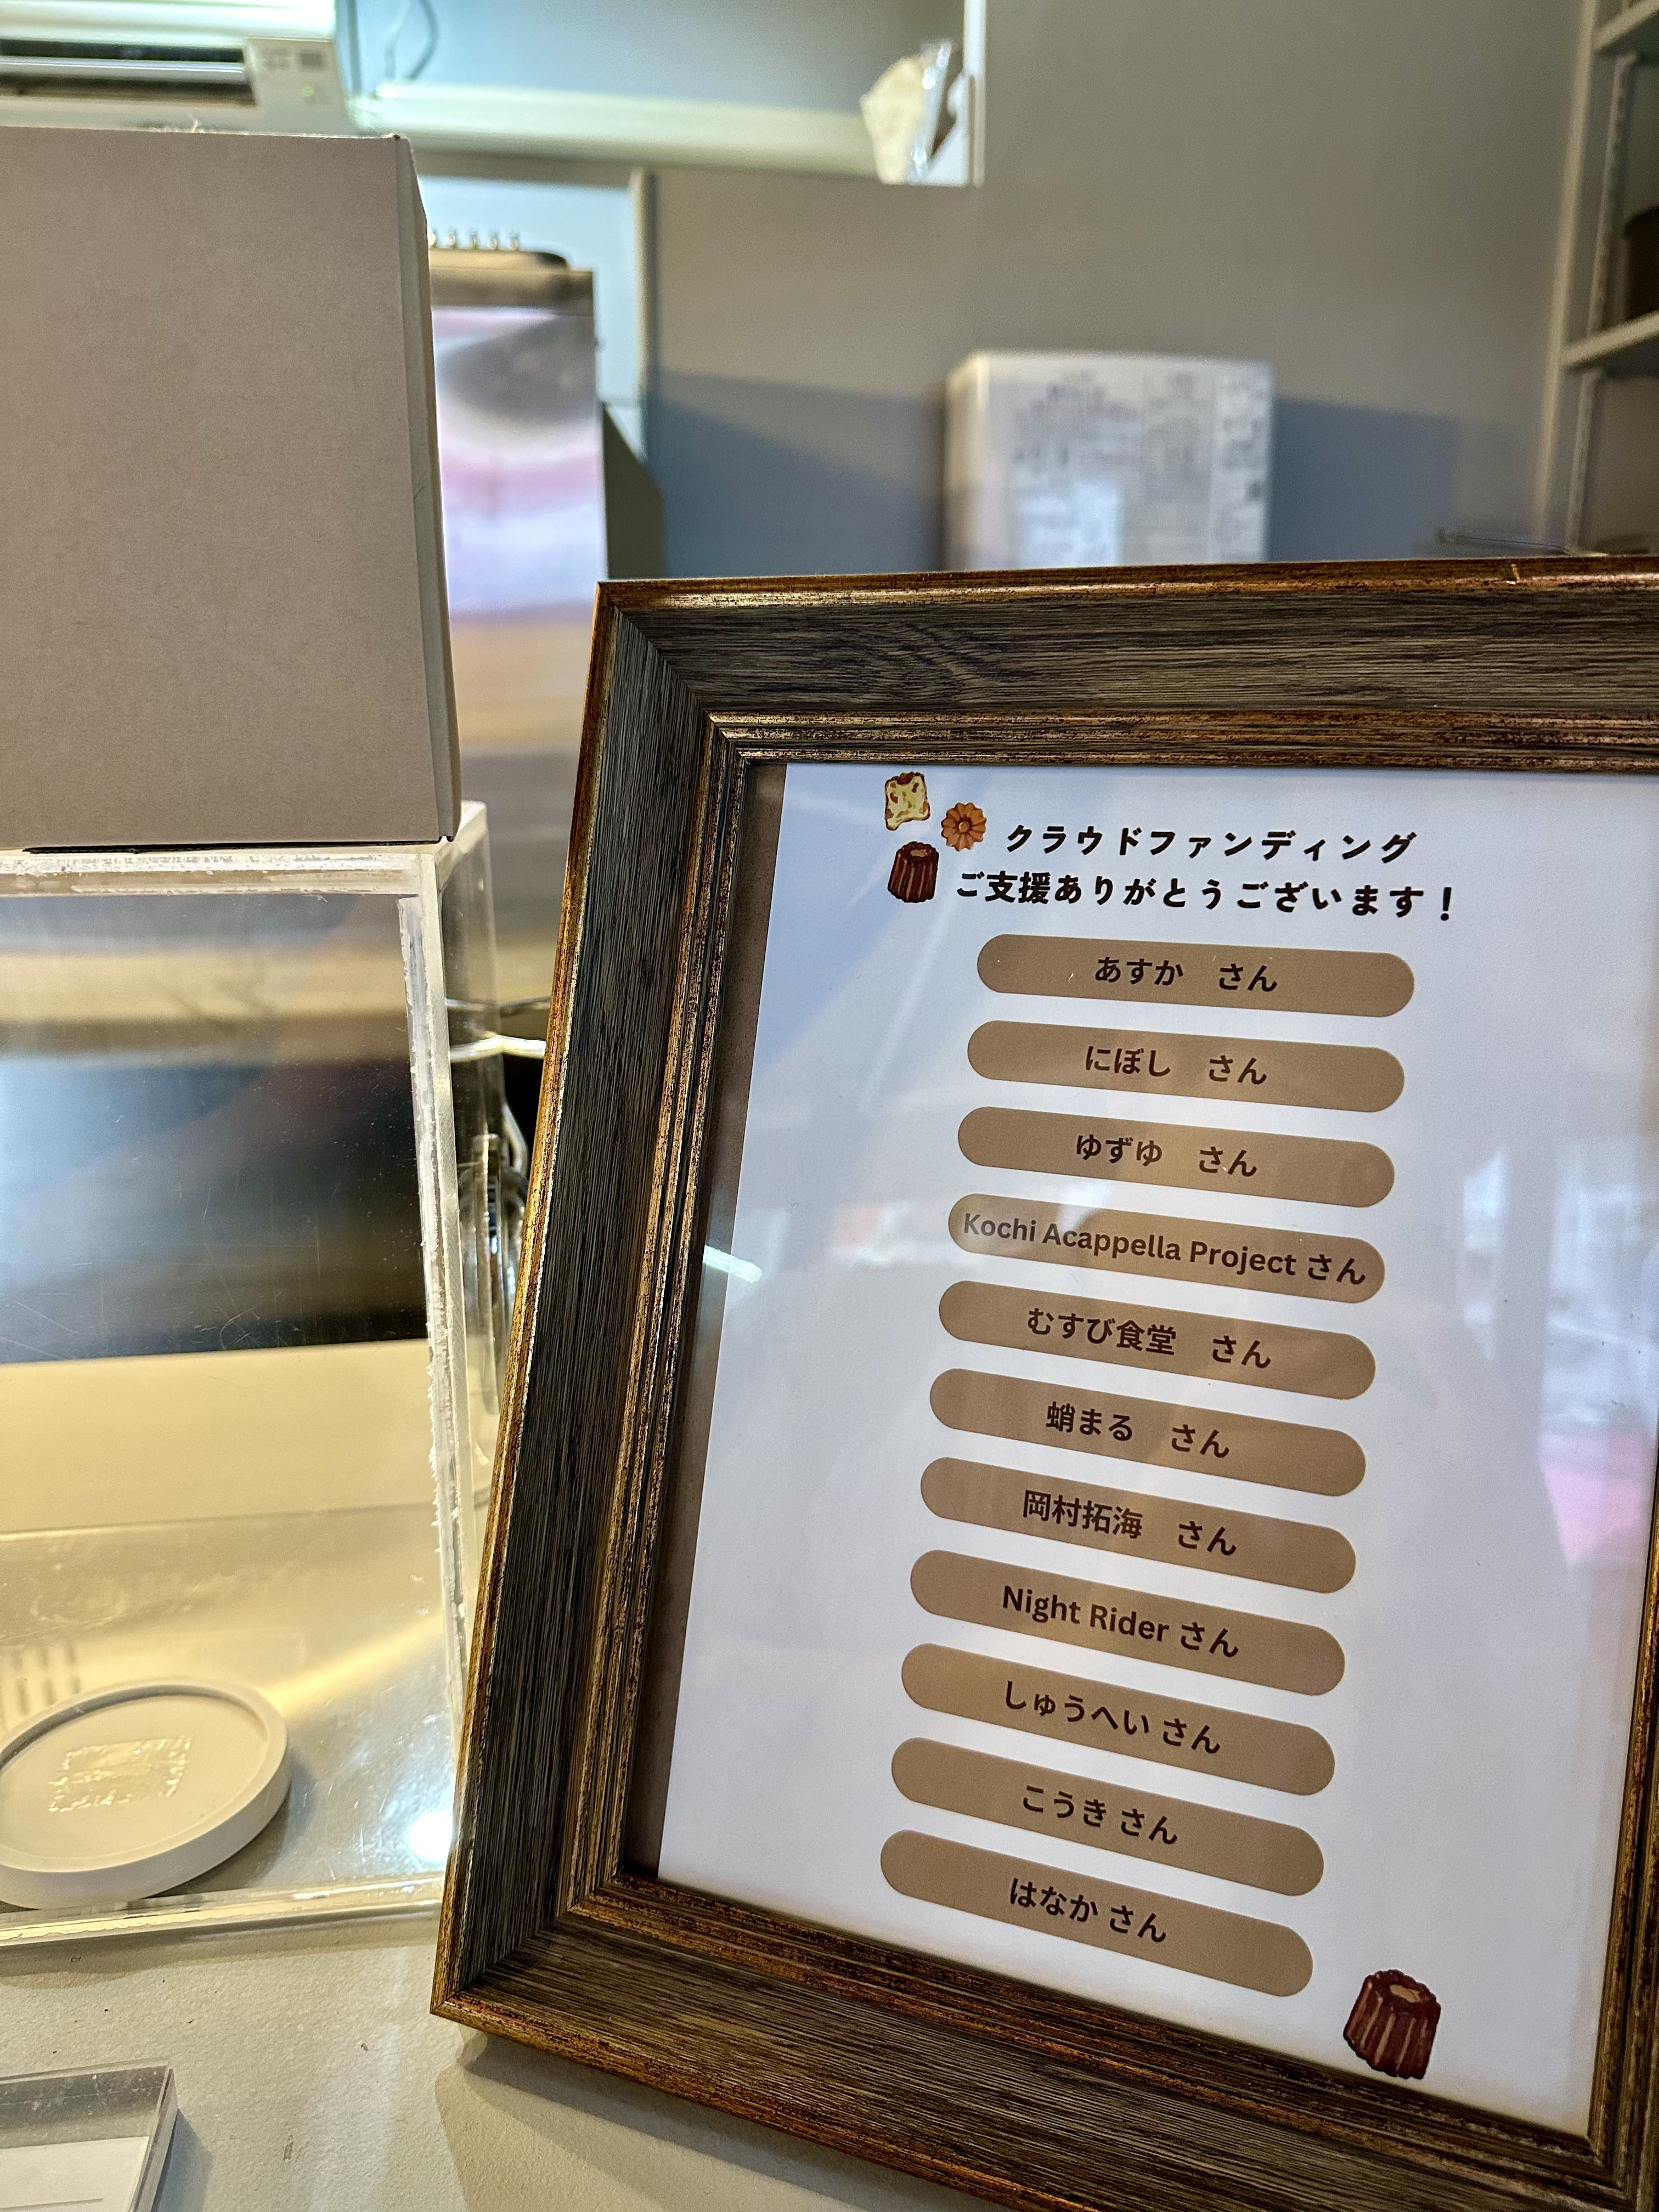 クラウドファンディング
ご支援ありがとうございます！
あすか　さん
にぼし　さん
ゆずゆ　さん
Kochi Acappella Project さん
むすび食堂　さん
蛸まる　さん
岡村拓海　さん
Night Rider さん
しゅうへい さん
こうき さん
はなか さん